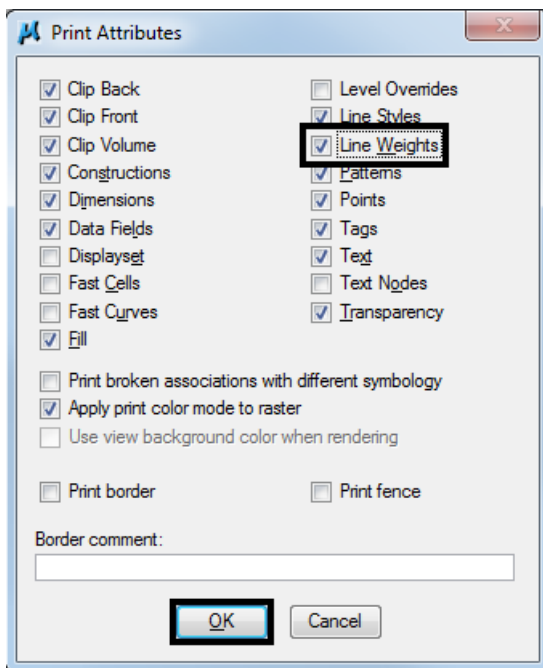 Print Attributes
Clip Back
Clip Front
Clip Volume
Constructions
Dimensions
Data Fields
Displayset
Fast Cells
Fast Curves
Fill
Level Overrides
Line Styles
Line Weights
Patterns
Points
Tags
Text
Text Nodes
Transparency
Print broken associations with different symbology
Apply print color mode to raster
Use view background color when rendering
Print border
Print fence
Border comment:
OK
Cancel